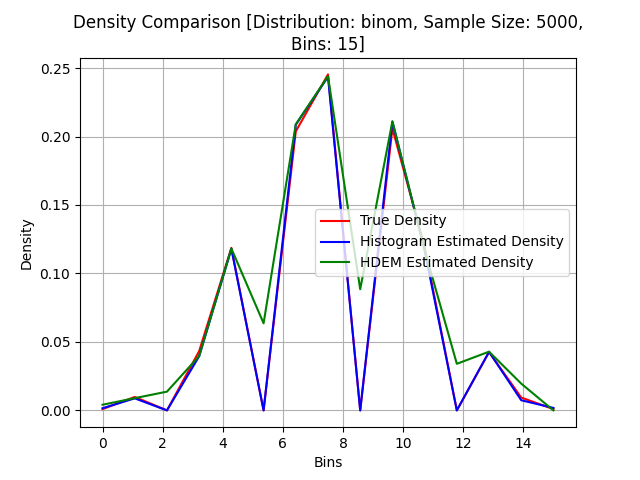 Density Comparison [Distribution: binom, Sample Size: 5000,
Bins: 15]
0.25
0.20
0.15
0.10
0.05
0.00
Density
True Density
Histogram Estimated Density
HDEM Estimated Density
0 2 4 6 8 10 12 14
Bins